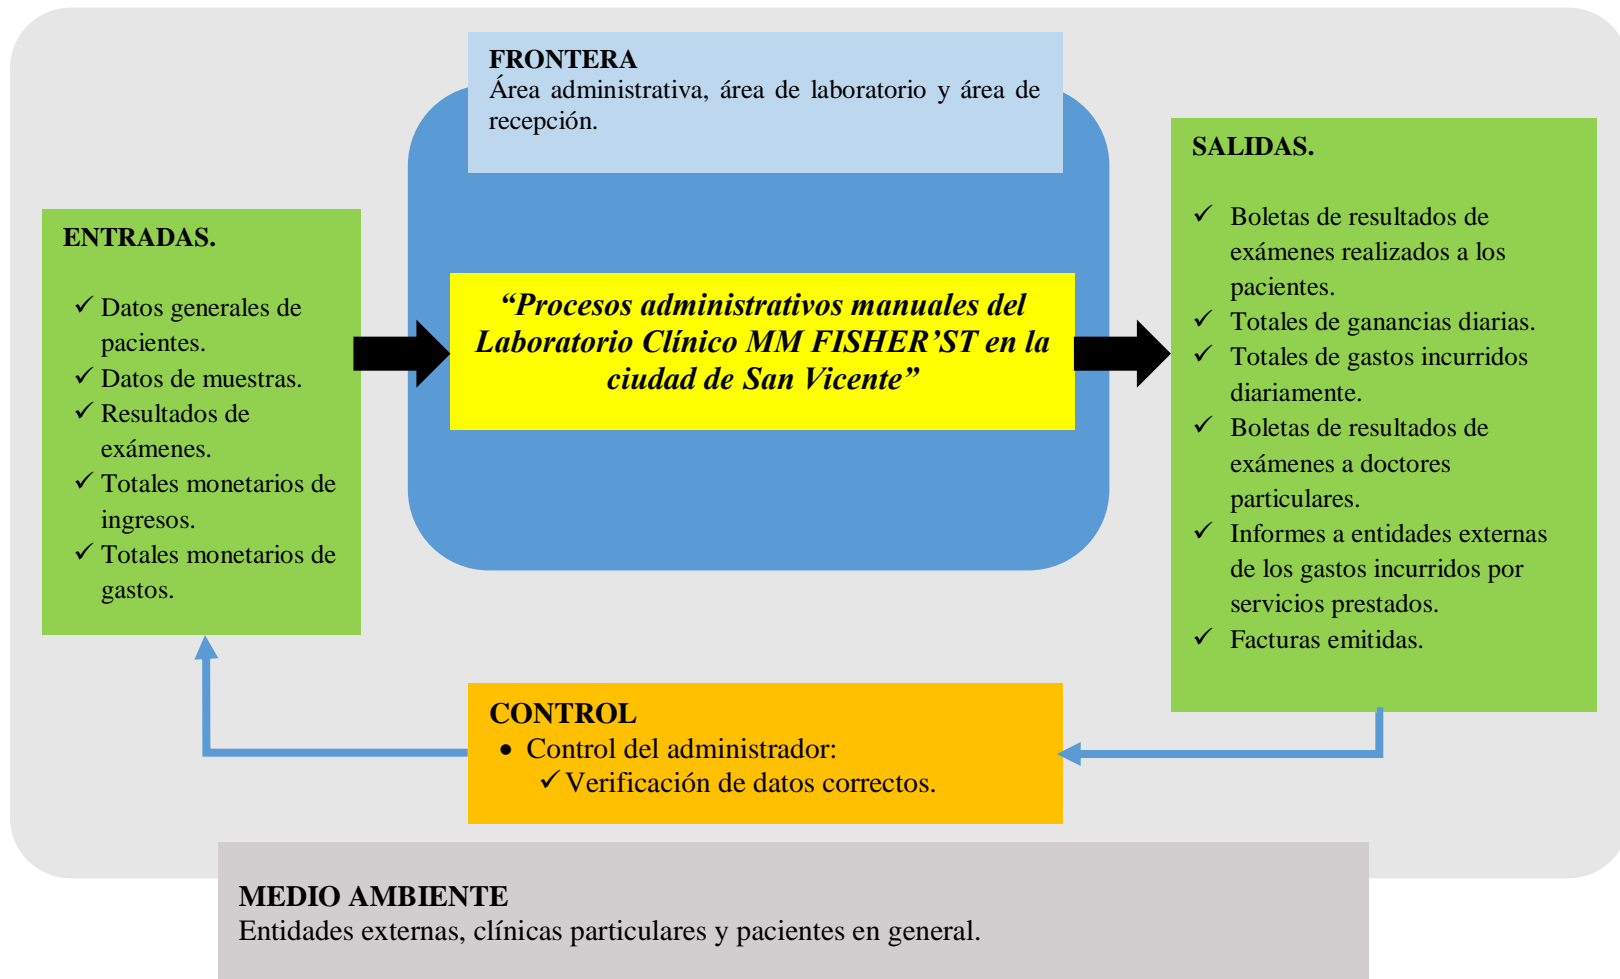 FRONTERA
Área administrativa, área de laboratorio y área de
recepción.
ENTRADAS.
✓ Datos generales de
pacientes.
✓ Datos de muestras.
✓ Resultados de
exámenes.
✓ Totales monetarios de
ingresos.
✓ Totales monetarios de
gastos.
“Procesos administrativos manuales del
Laboratorio Clínico MM FISHER’ST en la
ciudad de San Vicente”
SALIDAS.
✓ Boletas de resultados de
exámenes realizados a los
pacientes.
✓ Totales de ganancias diarias.
✓ Totales de gastos incurridos
diariamente.
✓ Boletas de resultados de
exámenes a doctores
particulares.
✓ Informes a entidades externas
de los gastos incurridos por
servicios prestados.
✓ Facturas emitidas.
CONTROL
• Control del administrador:
✓ Verificación de datos correctos.
MEDIO AMBIENTE
Entidades externas, clínicas particulares y pacientes en general.